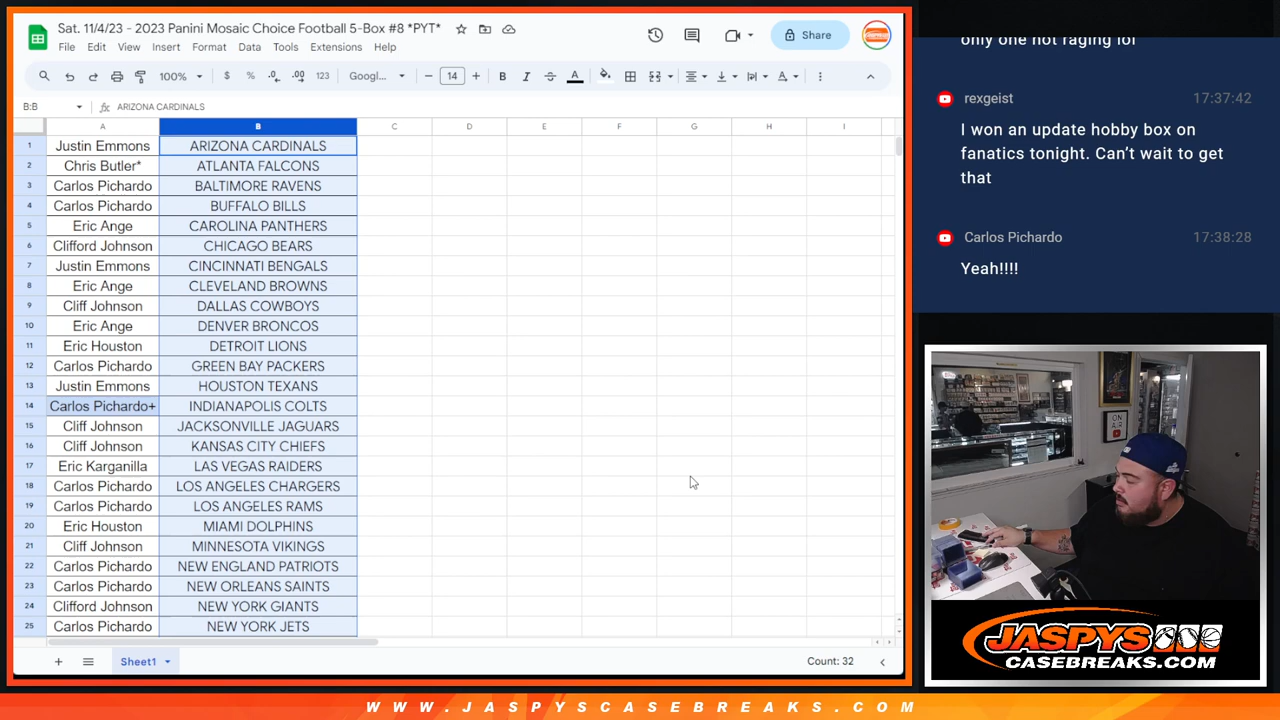 Sat. 11/4/23 - 2023 Panini Mosaic Choice Football 5-Box #8 *PYT*
File Edit View Insert Format Data Tools Extensions Help
Share
100% $ % .0 .00 123 Googl... 14 B I A
B:B fx ARIZONA CARDINALS
A B C D E F G H I
1 Justin Emmons ARIZONA CARDINALS
2 Chris Butler* ATLANTA FALCONS
3 Carlos Pichardo BALTIMORE RAVENS
4 Carlos Pichardo BUFFALO BILLS
5 Eric Ange CAROLINA PANTHERS
6 Clifford Johnson CHICAGO BEARS
7 Justin Emmons CINCINNATI BENGALS
8 Eric Ange CLEVELAND BROWNS
9 Cliff Johnson DALLAS COWBOYS
10 Eric Ange DENVER BRONCOS
11 Eric Houston DETROIT LIONS
12 Carlos Pichardo GREEN BAY PACKERS
13 Justin Emmons HOUSTON TEXANS
14 Carlos Pichardo+ INDIANAPOLIS COLTS
15 Cliff Johnson JACKSONVILLE JAGUARS
16 Cliff Johnson KANSAS CITY CHIEFS
17 Eric Karganilla LAS VEGAS RAIDERS
18 Carlos Pichardo LOS ANGELES CHARGERS
19 Carlos Pichardo LOS ANGELES RAMS
20 Eric Houston MIAMI DOLPHINS
21 Cliff Johnson MINNESOTA VIKINGS
22 Carlos Pichardo NEW ENGLAND PATRIOTS
23 Carlos Pichardo NEW ORLEANS SAINTS
24 Clifford Johnson NEW YORK GIANTS
25 Carlos Pichardo NEW YORK JETS
Sheet1 Count: 32
only one not raging lol
rexgeist 17:37:42
I won an update hobby box on
fanatics tonight. Can't wait to get
that
Carlos Pichardo 17:38:28
Yeah!!!!
ON
AIR
JASPYS
CASEBREAKS.COM
WWW.JASPYSCASEBREAKS.COM